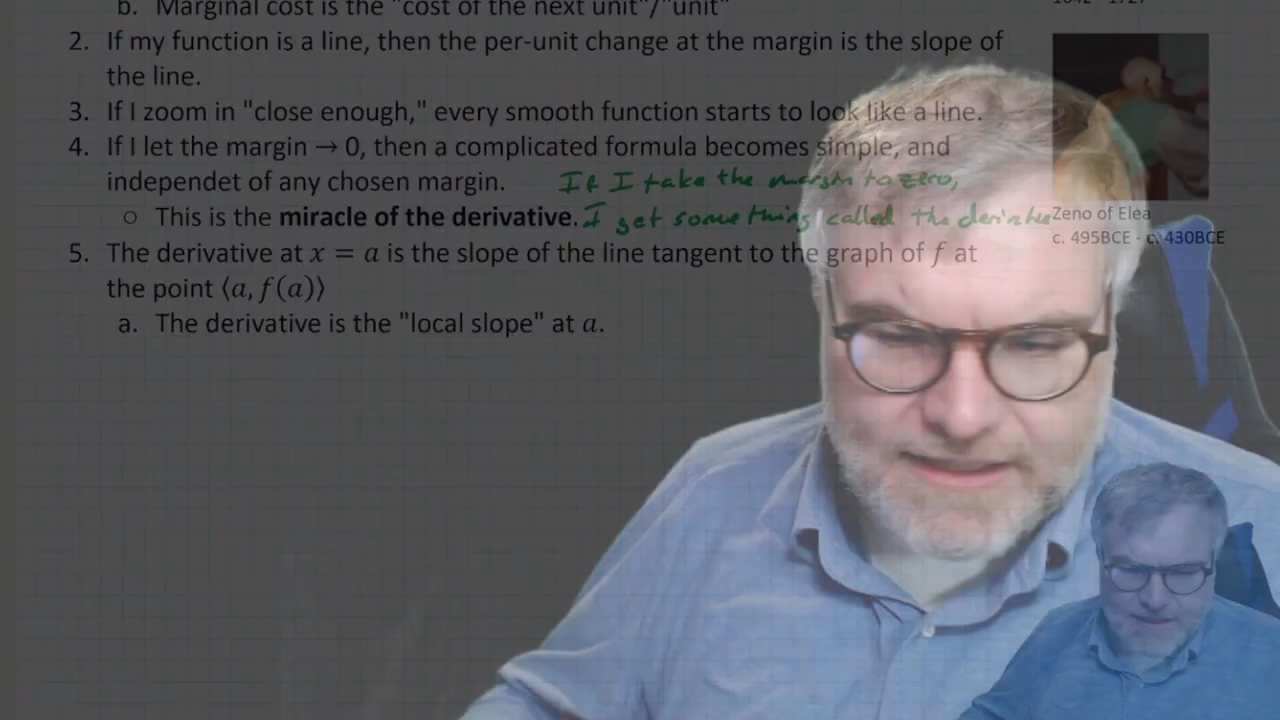 b. Marginal cost is the "cost of the next unit"/"unit"
1642 - 1727
2. If my function is a line, then the per-unit change at the margin is the slope of
the line.
3. If I zoom in "close enough," every smooth function starts to look like a line.
4. If I let the margin → 0, then a complicated formula becomes simple, and
independet of any chosen margin. If I take the margin to zero,
○ This is the miracle of the derivative. I get something called the derivative
Zeno of Elea
c. 495BCE - c. 430BCE
5. The derivative at x = a is the slope of the line tangent to the graph of f at
the point ⟨a, f(a)⟩
a. The derivative is the "local slope" at a.